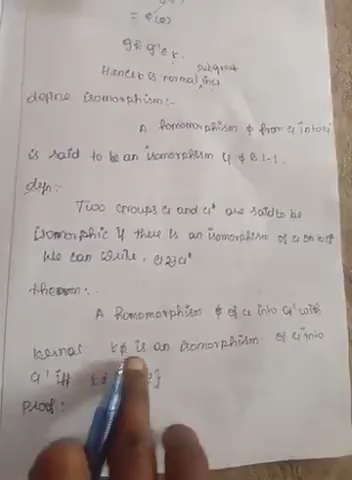 = φ(e)
g k g⁻¹ ∈ K.
Hence k is normal subgroup in G
define isomorphism:-
A homomorphism φ from G into G'
is said to be an isomorphism if φ is 1-1.
defn:-
Two Groups G and G* are said to be
isomorphic if there is an isomorphism of G onto G*
We can write, G ≅ G*
theorem:-
A homomorphism φ of G into G' with
kernal kφ is an isomorphism of G into
G' iff
Proof: